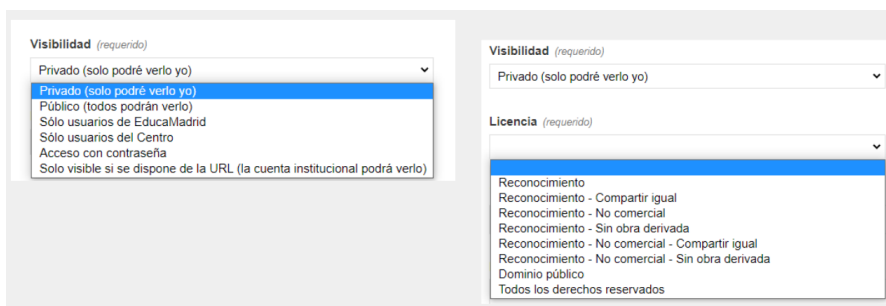 Visibilidad (requerido)
Privado (solo podré verlo yo)
Privado (solo podré verlo yo)
Público (todos podrán verlo)
Sólo usuarios de EducaMadrid
Sólo usuarios del Centro
Acceso con contraseña
Solo visible si se dispone de la URL (la cuenta institucional podrá verlo)
Visibilidad (requerido)
Privado (solo podré verlo yo)
Licencia (requerido)
Reconocimiento
Reconocimiento - Compartir igual
Reconocimiento - No comercial
Reconocimiento - Sin obra derivada
Reconocimiento - No comercial - Compartir igual
Reconocimiento - No comercial - Sin obra derivada
Dominio público
Todos los derechos reservados